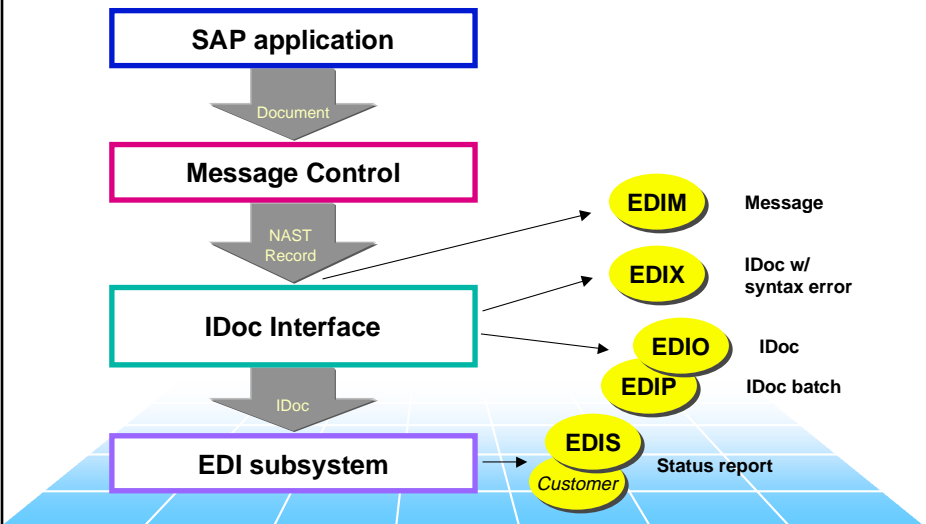 SAP application
Document
Message Control
NAST
Record
EDIM
Message
EDIX
IDoc w/
syntax error
IDoc Interface
EDIO
IDoc
EDIP
IDoc batch
IDoc
EDI subsystem
EDIS
Customer
Status report